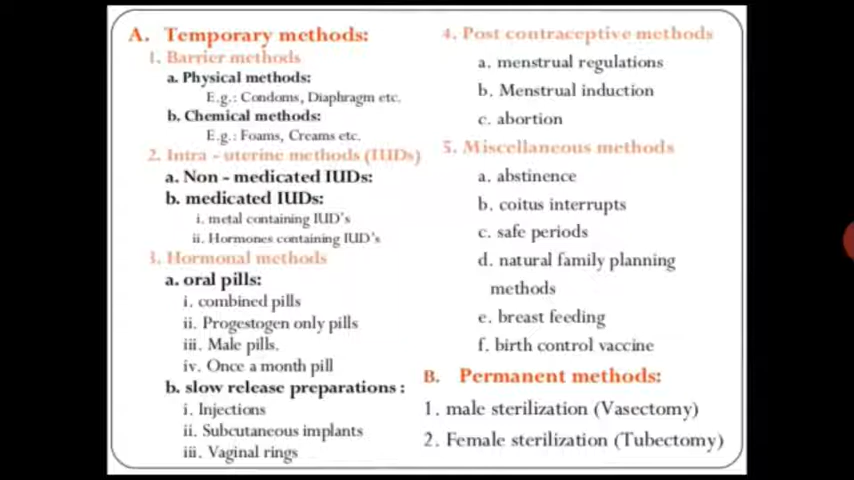 A. Temporary methods:
1. Barrier methods
a. Physical methods:
E.g.: Condoms, Diaphragm etc.
b. Chemical methods:
E.g.: Foams, Creams etc.
2. Intra - uterine methods (IUDs)
a. Non - medicated IUDs:
b. medicated IUDs:
i. metal containing IUD's
ii. Hormones containing IUD's
3. Hormonal methods
a. oral pills:
i. combined pills
ii. Progestogen only pills
iii. Male pills.
iv. Once a month pill
b. slow release preparations :
i. Injections
ii. Subcutaneous implants
iii. Vaginal rings
4. Post contraceptive methods
a. menstrual regulations
b. Menstrual induction
c. abortion
5. Miscellaneous methods
a. abstinence
b. coitus interrupts
c. safe periods
d. natural family planning
methods
e. breast feeding
f. birth control vaccine
B. Permanent methods:
1. male sterilization (Vasectomy)
2. Female sterilization (Tubectomy)